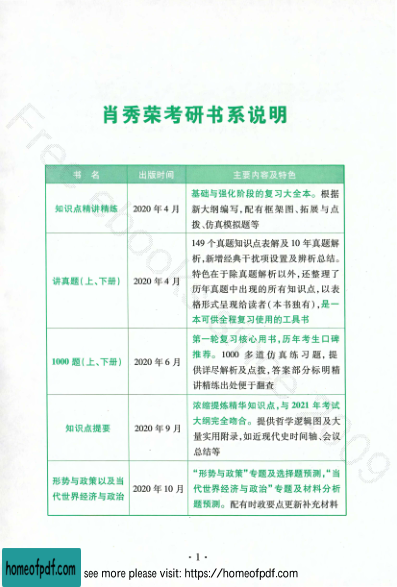 肖秀荣考研书系说明
书 名 出版时间 主要内容及特色
基础与强化阶段的复习大全本。根据
知识点精讲精练 2020 年 4 月 新大纲编写,配有框架图、拓展与点
拨、仿真模拟题等
149 个真题知识点表解及 10 年真题解
析,新增经典干扰项设置及辨析总结。
特色在于除真题解析以外,还整理了
讲真题(上、下册) 2020 年 4 月 历年真题中出现的所有知识点,以表
格形式呈现给读者(本书独有),是一
本可供全程复习使用的工具书
第一轮复习核心用书,历年考生口碑
1000 题(上、下册) 2020 年 6 月 推荐。1000 多道仿真练习题,提
供详尽解析及点拨,答案部分标明精
讲精练出处便于翻查
浓缩提炼精华知识点,与 2021 年考试
知识点提要 2020 年 9 月 大纲完全吻合。提供哲学逻辑图及大
量实用附录,如近现代史时间轴、会议
总结等
“形势与政策”专题及选择题预测,“当
形势与政策以及当 2020 年 10 月 代世界经济与政治”专题及材料分析
代世界经济与政治 题预测。配有时政要点更新补充材料
· 1 ·
homeofpdf.com see more please visit: https://homeofpdf.com